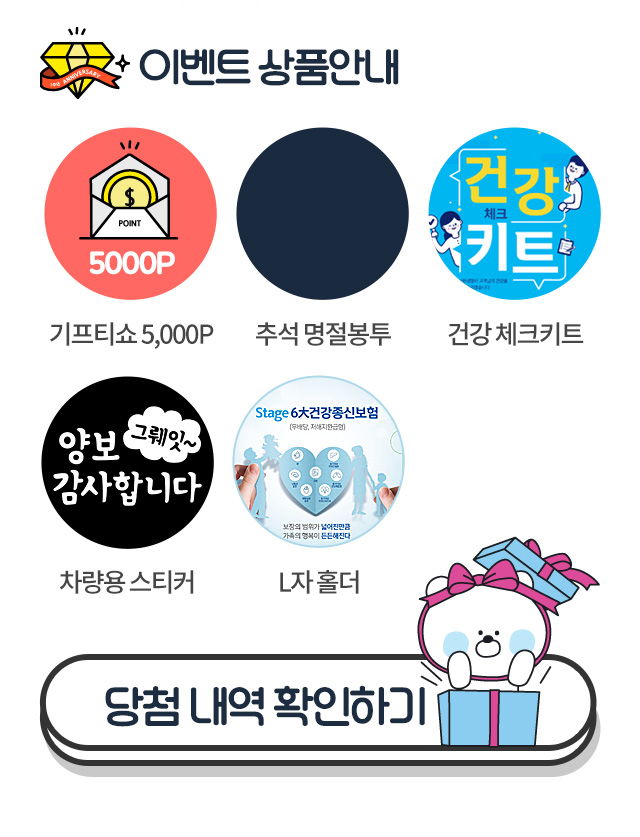 10th ANNIVERSARY
이벤트 상품안내
$
POINT
5000P
건강
체크
키트
기프티쇼 5,000P
추석 명절봉투
건강 체크키트
그뤠잇~
양보
감사합니다
Stage 6大건강종신보험
(무배당, 저해지환급형)
보장의 범위가 넓어진만큼
가족의 행복이 든든해진다
차량용 스티커
L자 홀더
당첨 내역 확인하기